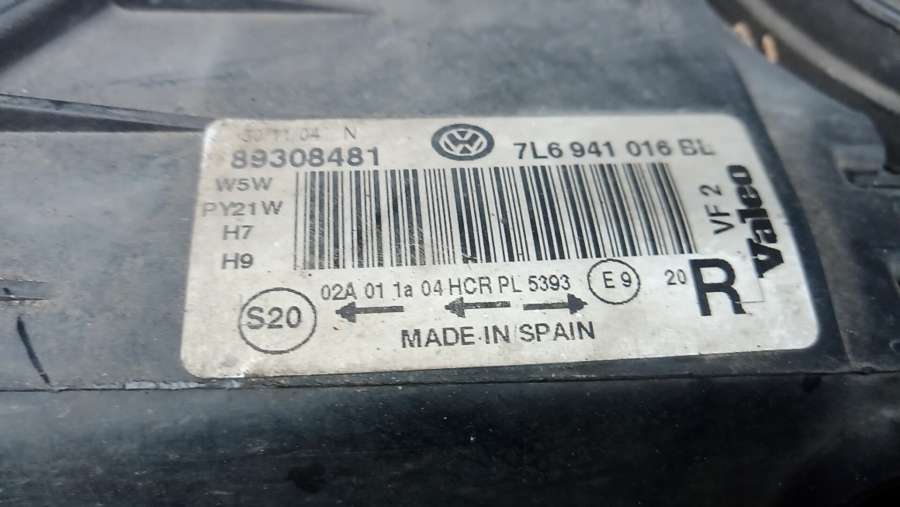 30/11/04 N
89308481
7L6 941 016 BL
W5W
PY21W
H7
H9
VF 2
Valeo
02A 01 1a 04 HCR PL 5393
E 9
20
R
S20
MADE IN SPAIN